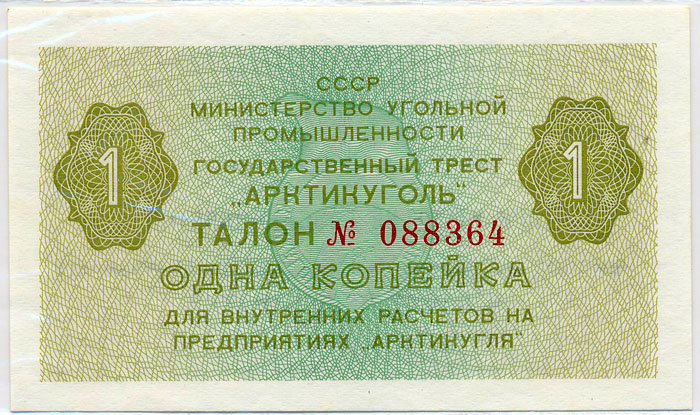 СССР
МИНИСТЕРСТВО УГОЛЬНОЙ
ПРОМЫШЛЕННОСТИ
ГОСУДАРСТВЕННЫЙ ТРЕСТ
„АРКТИКУГОЛЬ"
1 1
ТАЛОН № 088364
ОДНА КОПЕЙКА
ДЛЯ ВНУТРЕННИХ РАСЧЕТОВ НА
ПРЕДПРИЯТИЯХ „АРКТИКУГЛЯ"